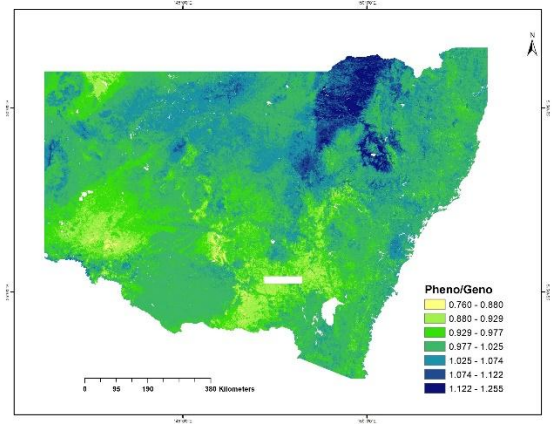 N
Pheno/Geno
0.760 - 0.880
0.880 - 0.929
0.929 - 0.977
0.977 - 1.025
1.025 - 1.074
1.074 - 1.122
1.122 - 1.255
0 95 190 380 Kilometers